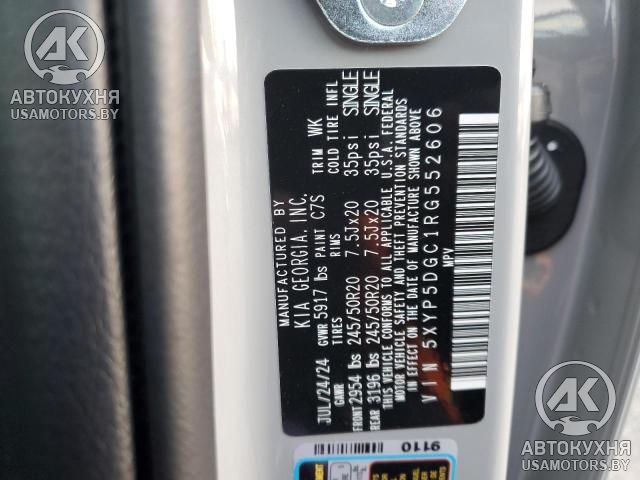 AK
АВТОКУХНЯ
USAMOTORS.BY
MANUFACTURED BY
KIA GEORGIA, INC.
JUL/24/24 GVWR 5917 lbs PAINT C7S TRIM WK
GAWR TIRES RIMS COLD TIRE INFL
FRONT 2954 lbs 245/50R20 7.5Jx20 35psi SINGLE
REAR 3196 lbs 245/50R20 7.5Jx20 35psi SINGLE
THIS VEHICLE CONFORMS TO ALL APPLICABLE U.S.A. FEDERAL
MOTOR VEHICLE SAFETY AND THEFT PREVENTION STANDARDS
IN EFFECT ON THE DATE OF MANUFACTURE SHOWN ABOVE
VIN 5XYP5DGC1RG552606
MPV
9110
AK
АВТОКУХНЯ
USAMOTORS.BY